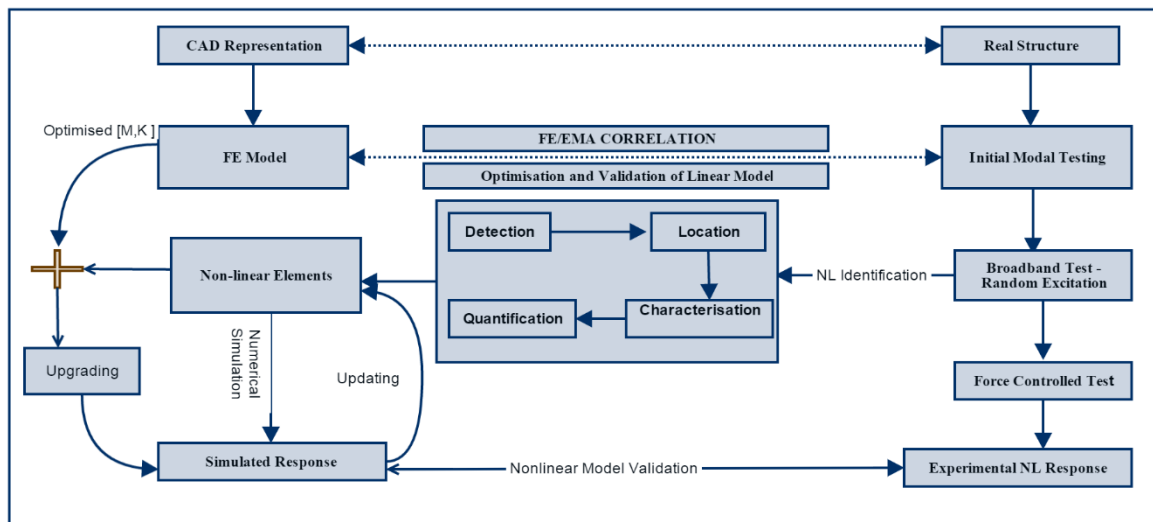 CAD Representation
Real Structure
Optimised [M,K ]
FE Model
FE/EMA CORRELATION
Optimisation and Validation of Linear Model
Initial Modal Testing
Detection
Location
Non-linear Elements
NL Identification
Broadband Test -
Random Excitation
Quantification
Characterisation
Numerical
Simulation
Upgrading
Updating
Force Controlled Test
Simulated Response
Nonlinear Model Validation
Experimental NL Response